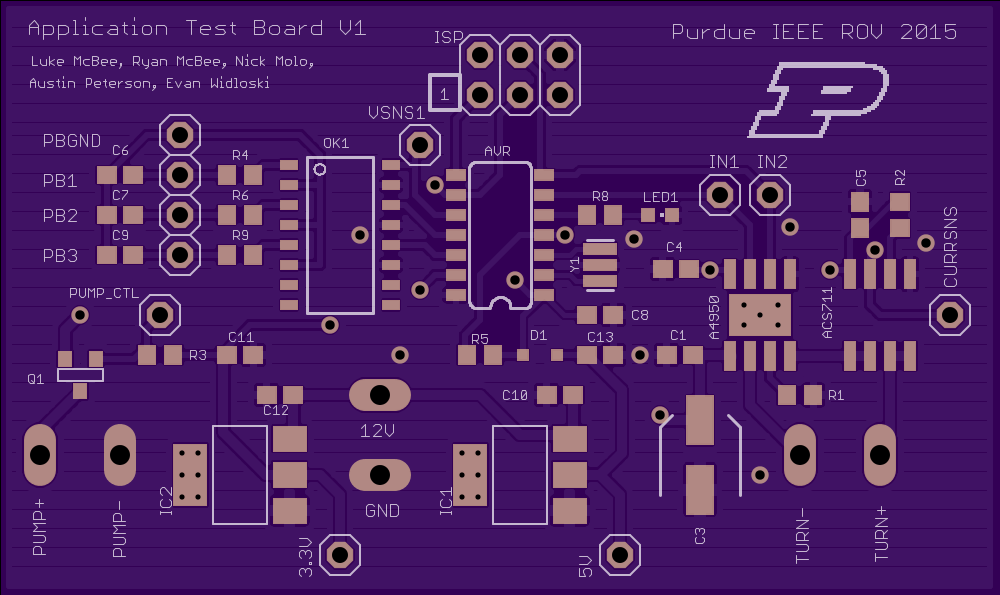 Application Test Board V1
Purdue IEEE ROV 2015
Luke McBee, Ryan McBee, Nick Molo,
Austin Peterson, Evan Widloski
ISP
1
P
VSNS1
PBGND
C6
OK1
AVR
R4
PB1
IN1
IN2
C5
R2
C7
R6
R8
LED1
PB2
C9
R9
PB3
Y1
C4
CURRSNS
PUMP_CTL
A4950
ACS711
C8
C11
R3
R5
D1
C13
C1
Q1
C12
C10
R1
12V
IC2
GND
IC1
PUMP+
PUMP-
C3
TURN-
TURN+
3.3V
5V